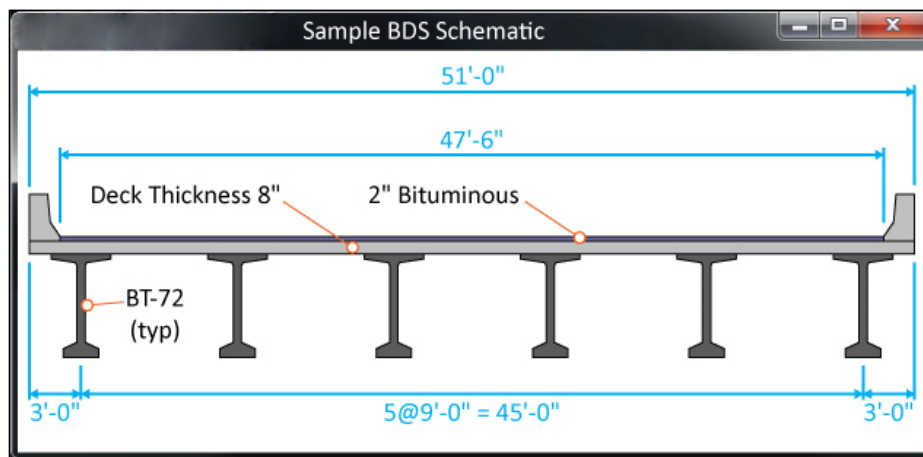 Sample BDS Schematic
51'-0"
47'-6"
Deck Thickness 8"
2" Bituminous
BT-72
(typ)
3'-0"
5@9'-0" = 45'-0"
3'-0"